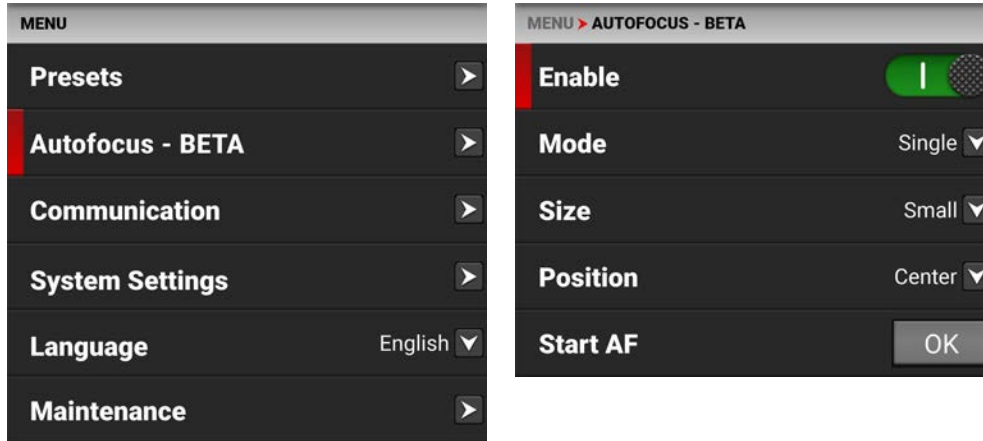 MENU
Presets
Autofocus - BETA
Communication
System Settings
Language English
Maintenance
MENU > AUTOFOCUS - BETA
Enable
Mode Single
Size Small
Position Center
Start AF OK